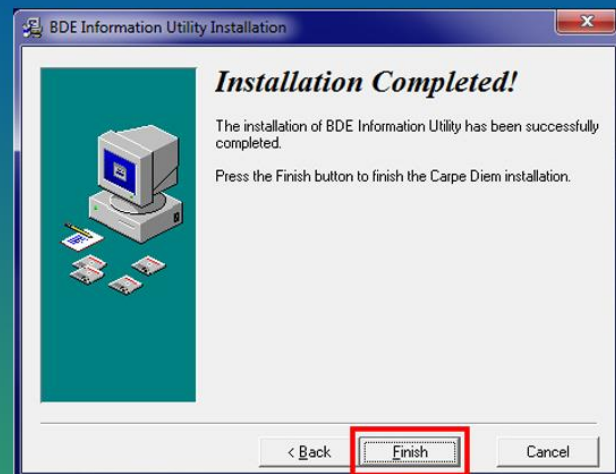 BDE Information Utility Installation
Installation Completed!
The installation of BDE Information Utility has been successfully
completed.
Press the Finish button to finish the Carpe Diem installation.
< Back
Finish
Cancel